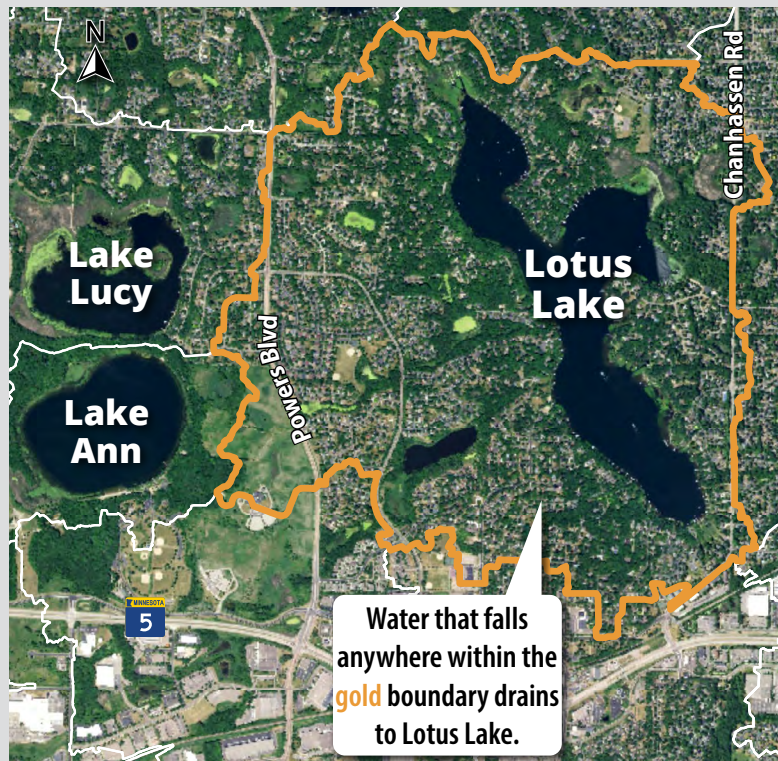 N
Chanhassen Rd
Lake
Lucy
Lotus
Lake
Powers Blvd
Lake
Ann
MINNESOTA
5
Water that falls
anywhere within the
gold boundary drains
to Lotus Lake.